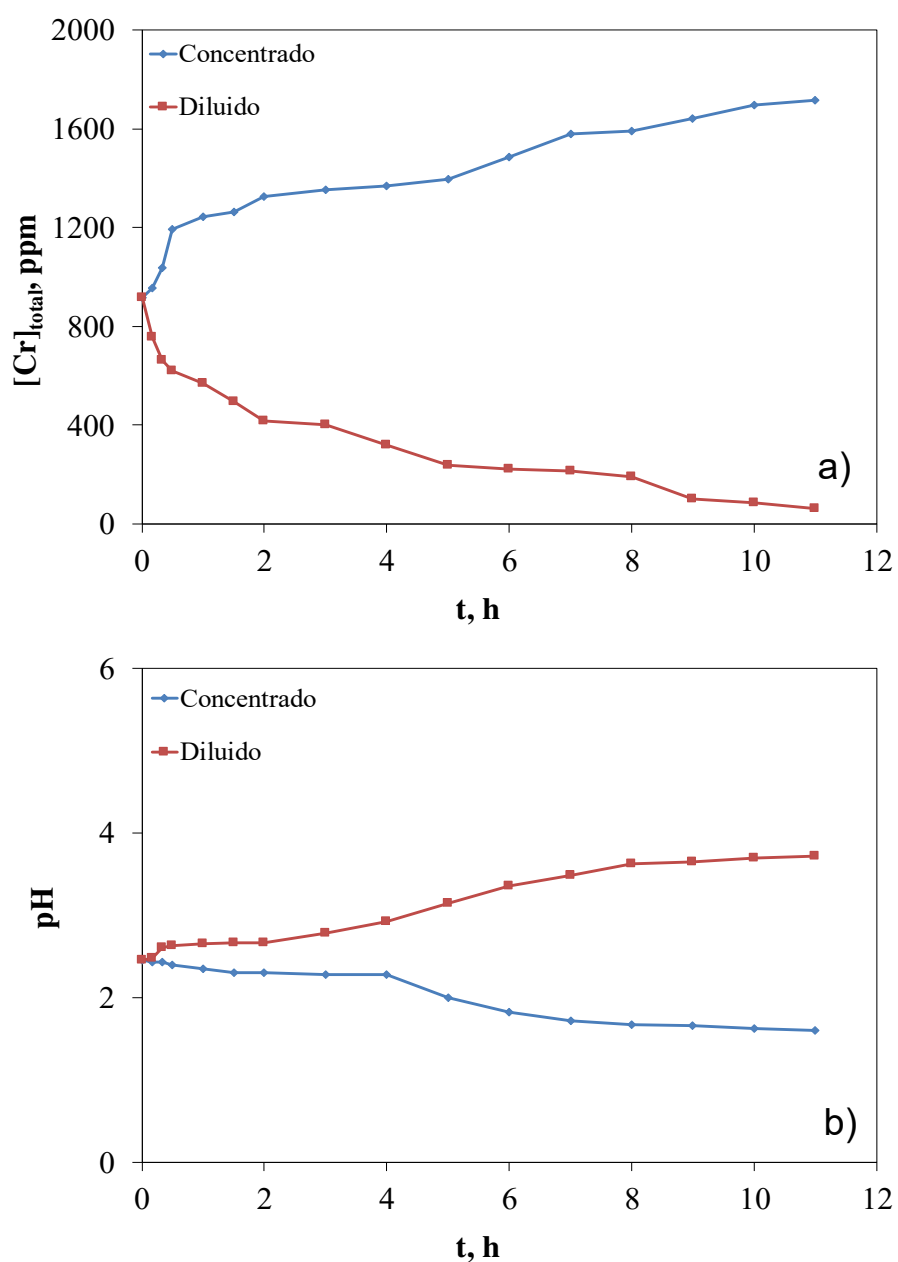 2000
Concentrado
Diluido
1600
1200
800
400
0
[Cr]total, ppm
a)
0 2 4 6 8 10 12
t, h
6
Concentrado
Diluido
4
2
0
pH
b)
0 2 4 6 8 10 12
t, h